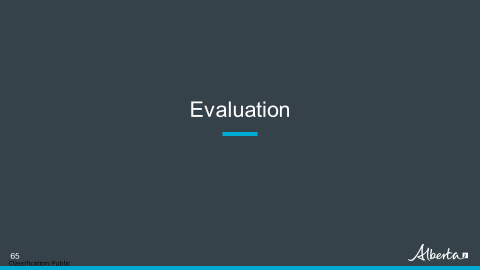 Evaluation
65
Classification: Public
Alberta